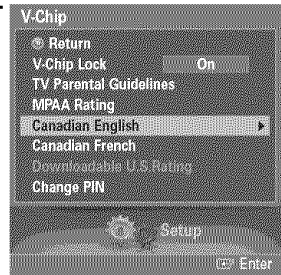 V-Chip
Return
V-Chip Lock On
TV Parental Guidelines
MPAA Rating
Canadian English
Canadian French
Downloadable U.S.Rating
Change PIN
Setup
Enter